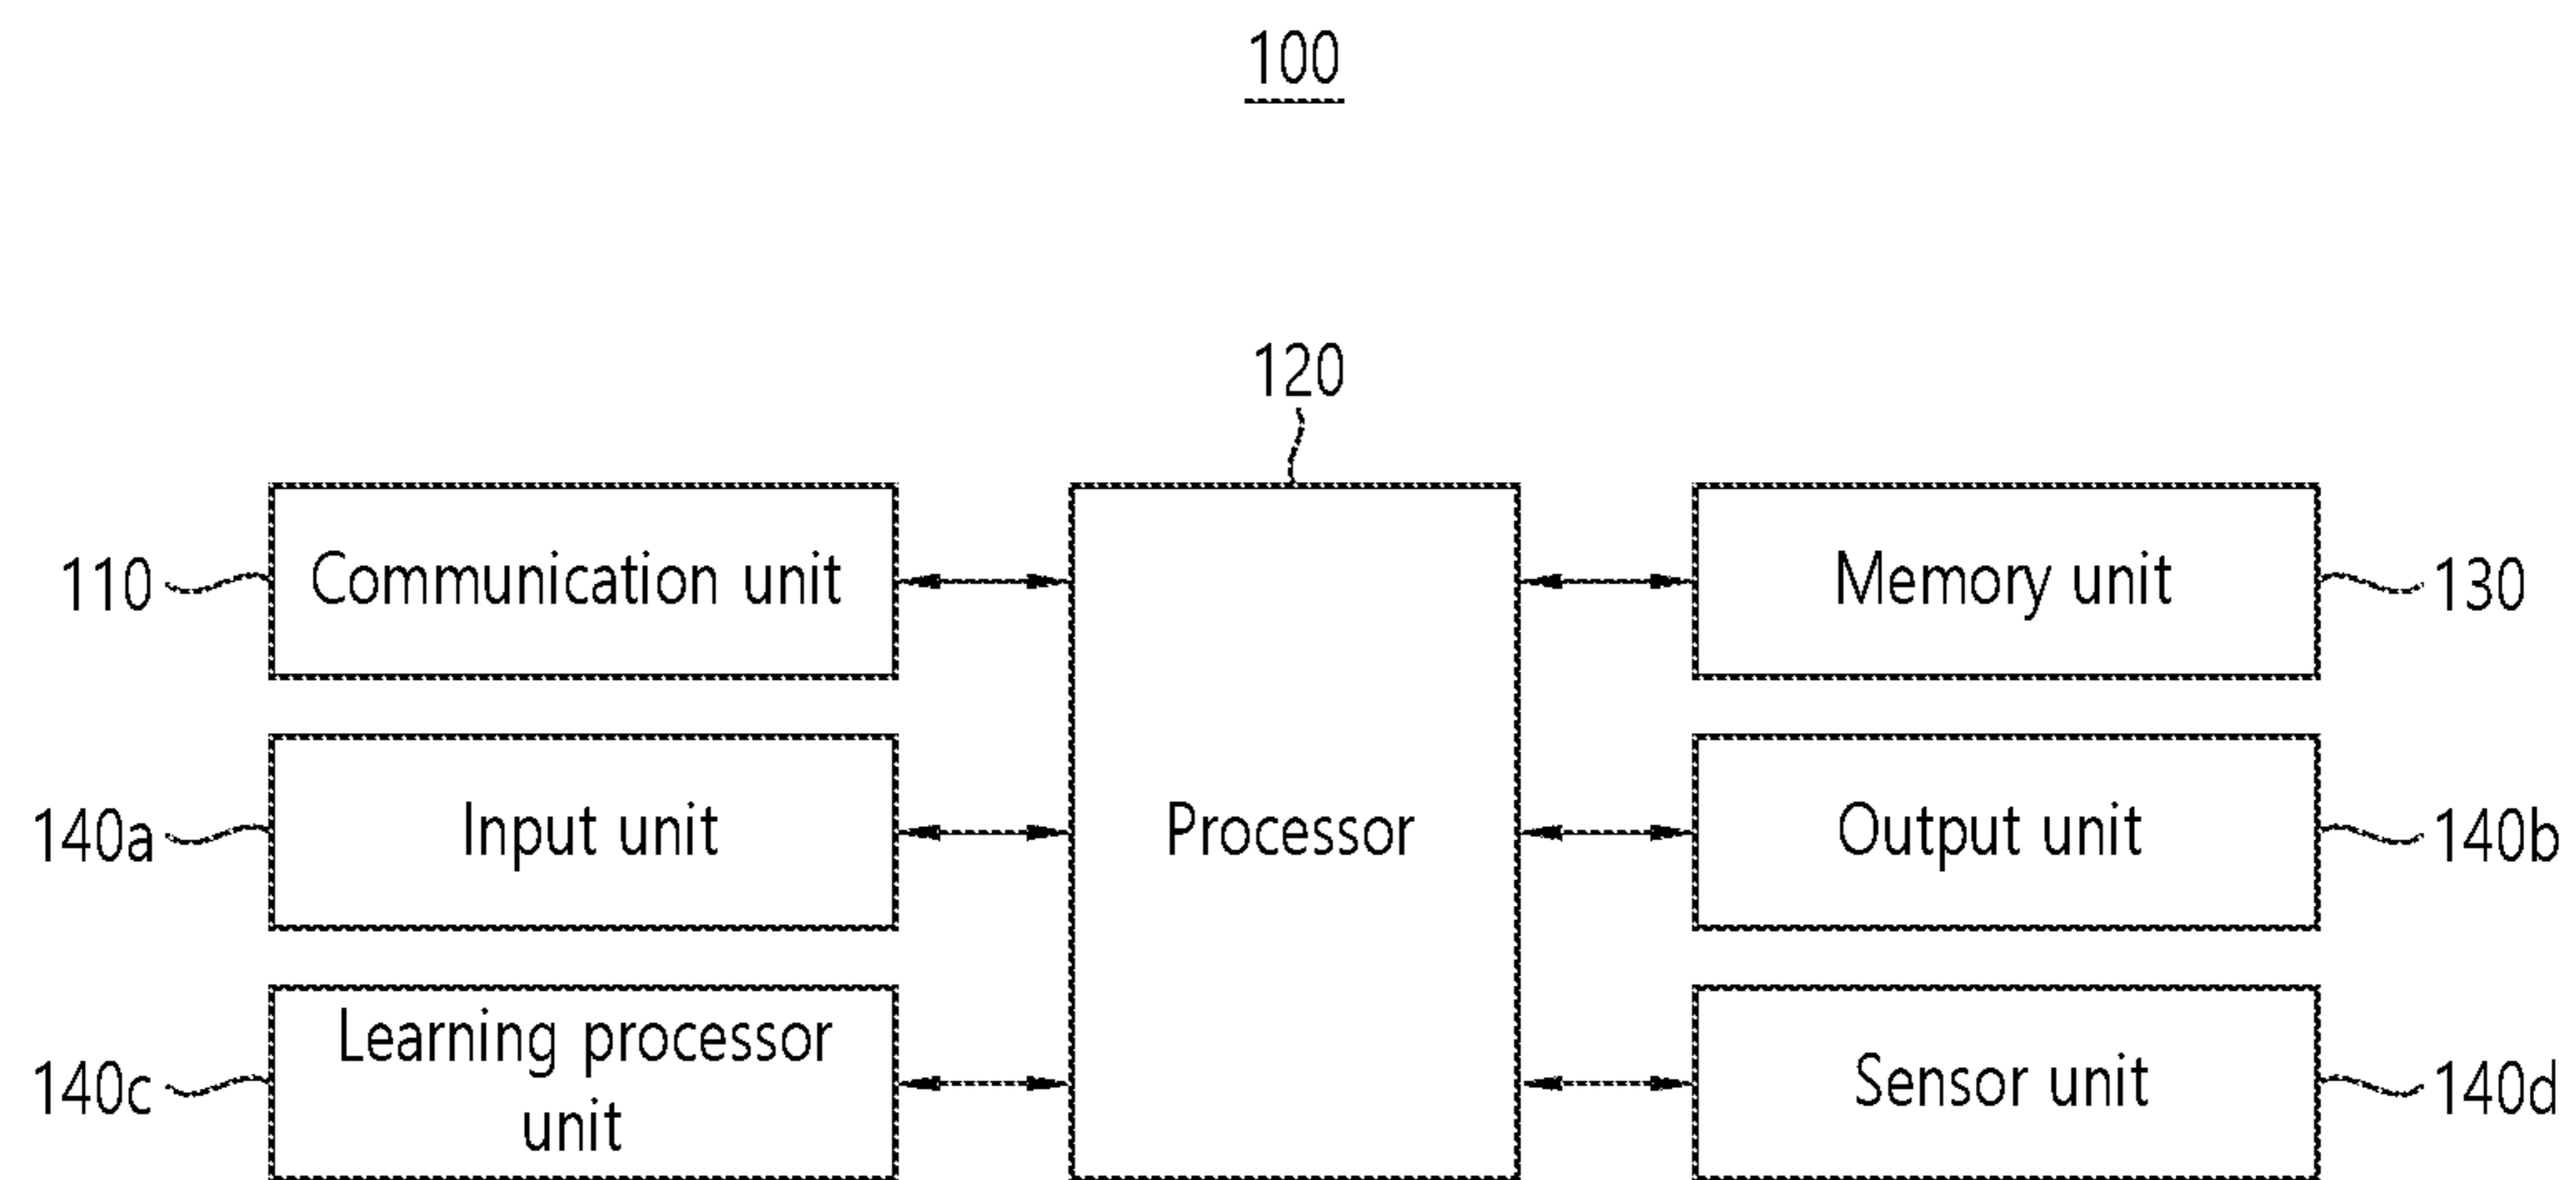 100
120
110
Communication unit
Memory unit
130
140a
Input unit
Processor
Output unit
140b
140c
Learning processor
unit
Sensor unit
140d